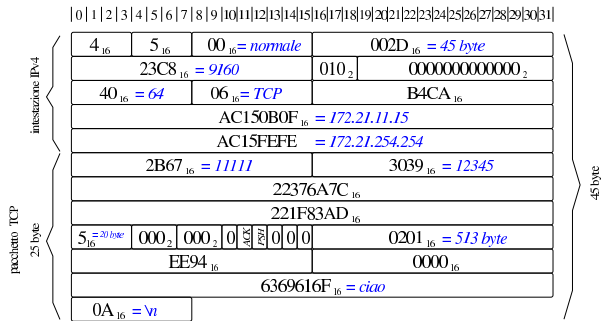 0 1 2 3 4 5 6 7 8 9 10 11 12 13 14 15 16 17 18 19 20 21 22 23 24 25 26 27 28 29 30 31
4₁₆ 5₁₆ 00₁₆ = normale 002D₁₆ = 45 byte
23C8₁₆ = 9160 010₂ 0000000000000₂
40₁₆ = 64 06₁₆ = TCP B4CA₁₆
AC150B0F₁₆ = 172.21.11.15
AC15FEFE = 172.21.254.254
2B67₁₆ = 11111 3039₁₆ = 12345
22376A7C₁₆
221F83AD₁₆
5₁₆ = 20 byte 000₂ 000₂ 0 ACK PSH 0 0 0 0201₁₆ = 513 byte
EE94₁₆ 0000₁₆
6369616F₁₆ = ciao
0A₁₆ = \n
intestazione IPv4
pacchetto TCP
25 byte
45 byte